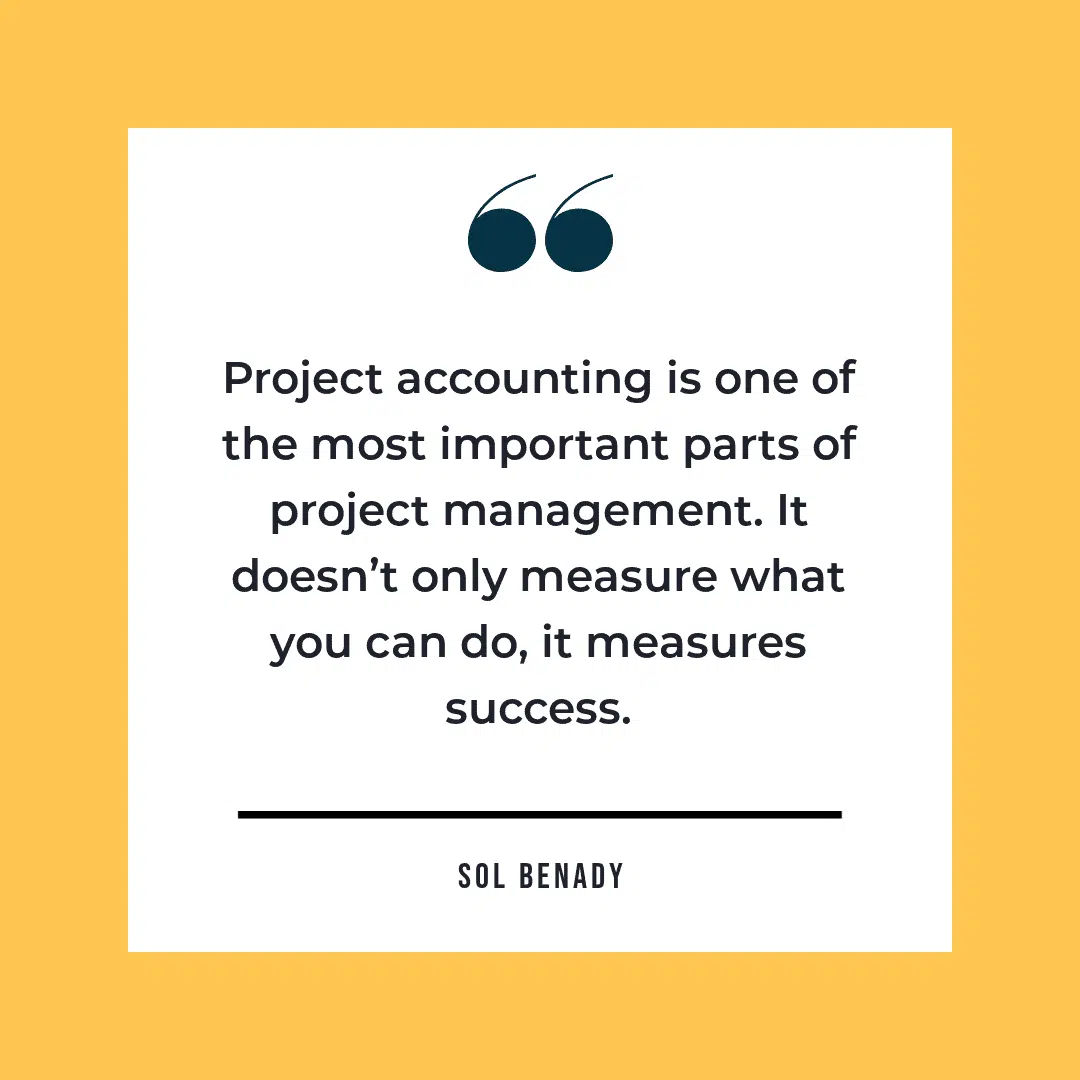 “
Project accounting is one of
the most important parts of
project management. It
doesn’t only measure what
you can do, it measures
success.
SOL BENADY